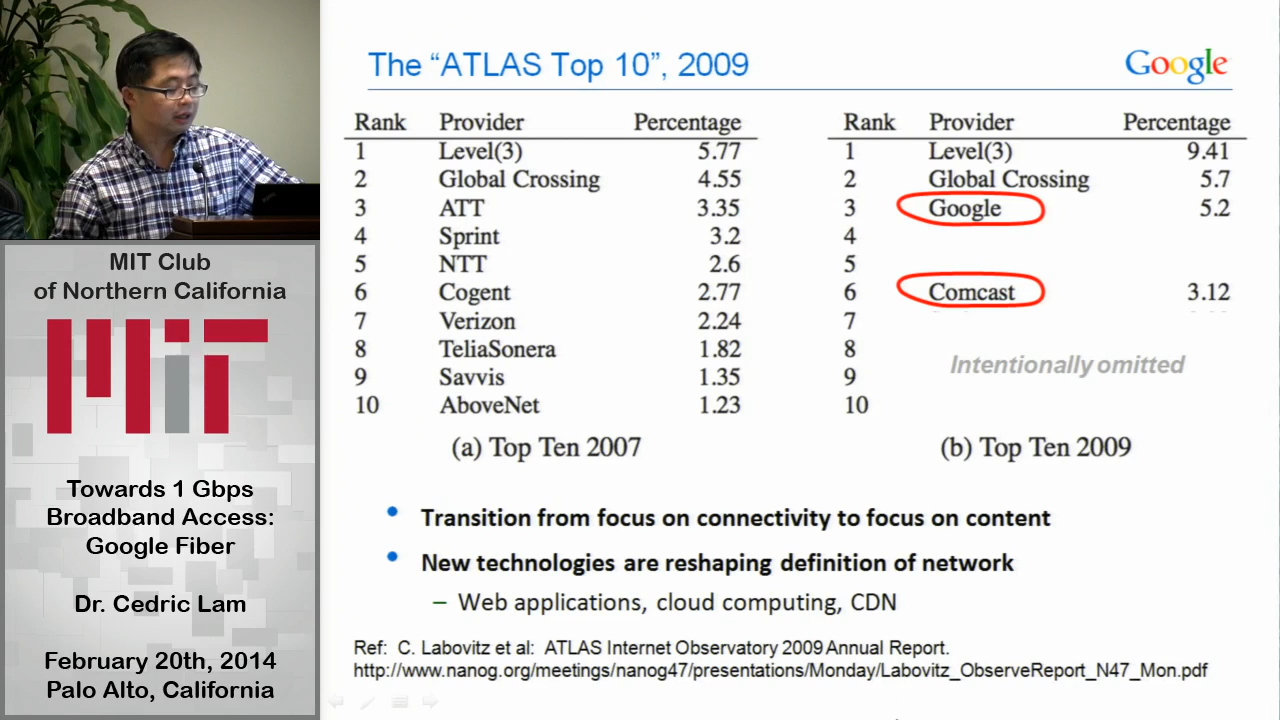 The “ATLAS Top 10”, 2009
Google
Rank Provider Percentage
1 Level(3) 5.77
2 Global Crossing 4.55
3 ATT 3.35
4 Sprint 3.2
5 NTT 2.6
6 Cogent 2.77
7 Verizon 2.24
8 TeliaSonera 1.82
9 Savvis 1.35
10 AboveNet 1.23
(a) Top Ten 2007
Rank Provider Percentage
1 Level(3) 9.41
2 Global Crossing 5.7
3 Google 5.2
4
5
6 Comcast 3.12
7
8
Intentionally omitted
9
10
(b) Top Ten 2009
• Transition from focus on connectivity to focus on content
• New technologies are reshaping definition of network
– Web applications, cloud computing, CDN
Ref: C. Labovitz et al: ATLAS Internet Observatory 2009 Annual Report.
http://www.nanog.org/meetings/nanog47/presentations/Monday/Labovitz_ObserveReport_N47_Mon.pdf
MIT Club
of Northern California
MIT
Towards 1 Gbps
Broadband Access:
Google Fiber
Dr. Cedric Lam
February 20th, 2014
Palo Alto, California